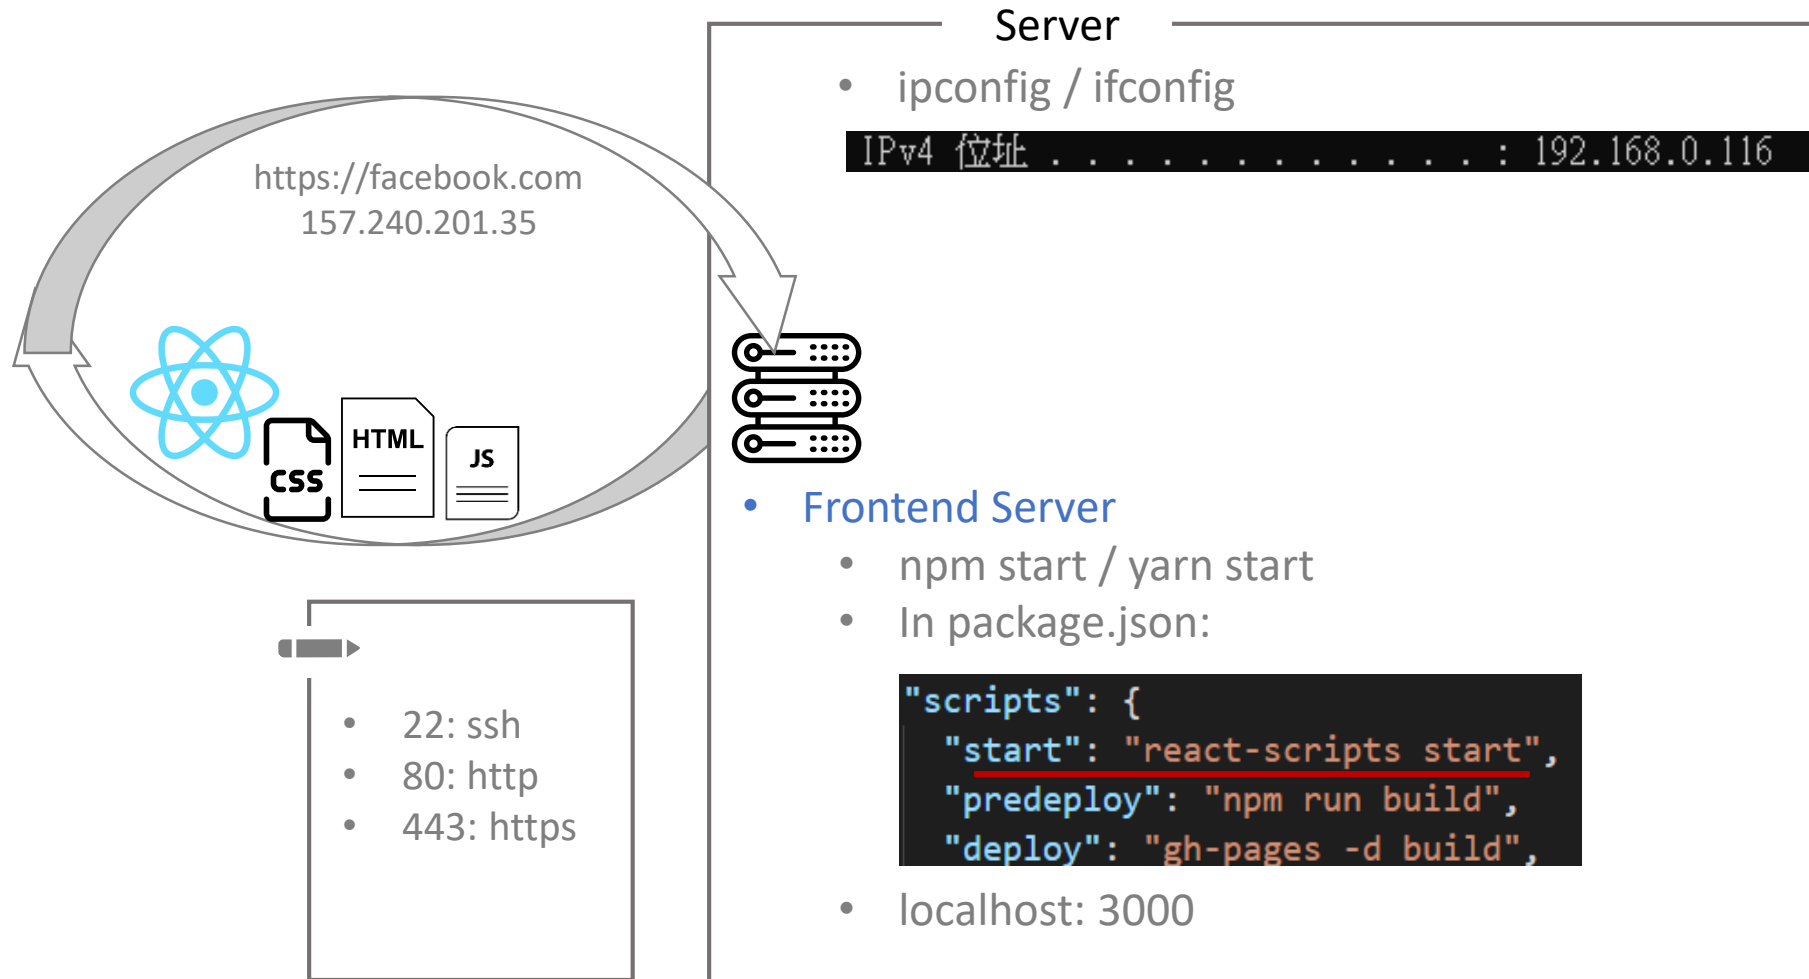 Server
• ipconfig / ifconfig
IPv4 位址 . . . . . . . . . . . . : 192.168.0.116
https://facebook.com
157.240.201.35
CSS
HTML
JS
• Frontend Server
• npm start / yarn start
• In package.json:
"scripts": {
"start": "react-scripts start",
"predeploy": "npm run build",
"deploy": "gh-pages -d build",
• localhost: 3000
• 22: ssh
• 80: http
• 443: https